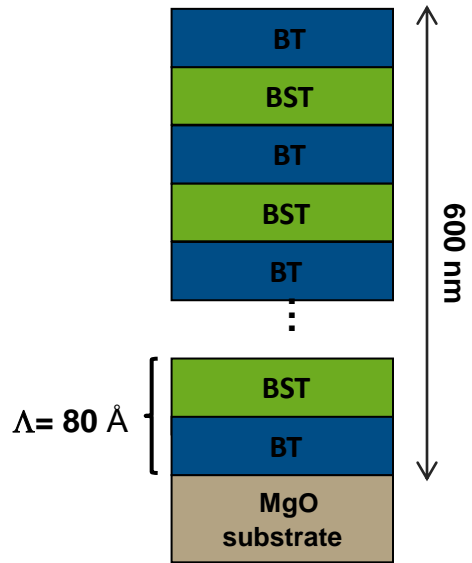 BT
BST
BT
BST
BT
⋮
BST
BT
MgO
substrate
Λ= 80 Å
600 nm